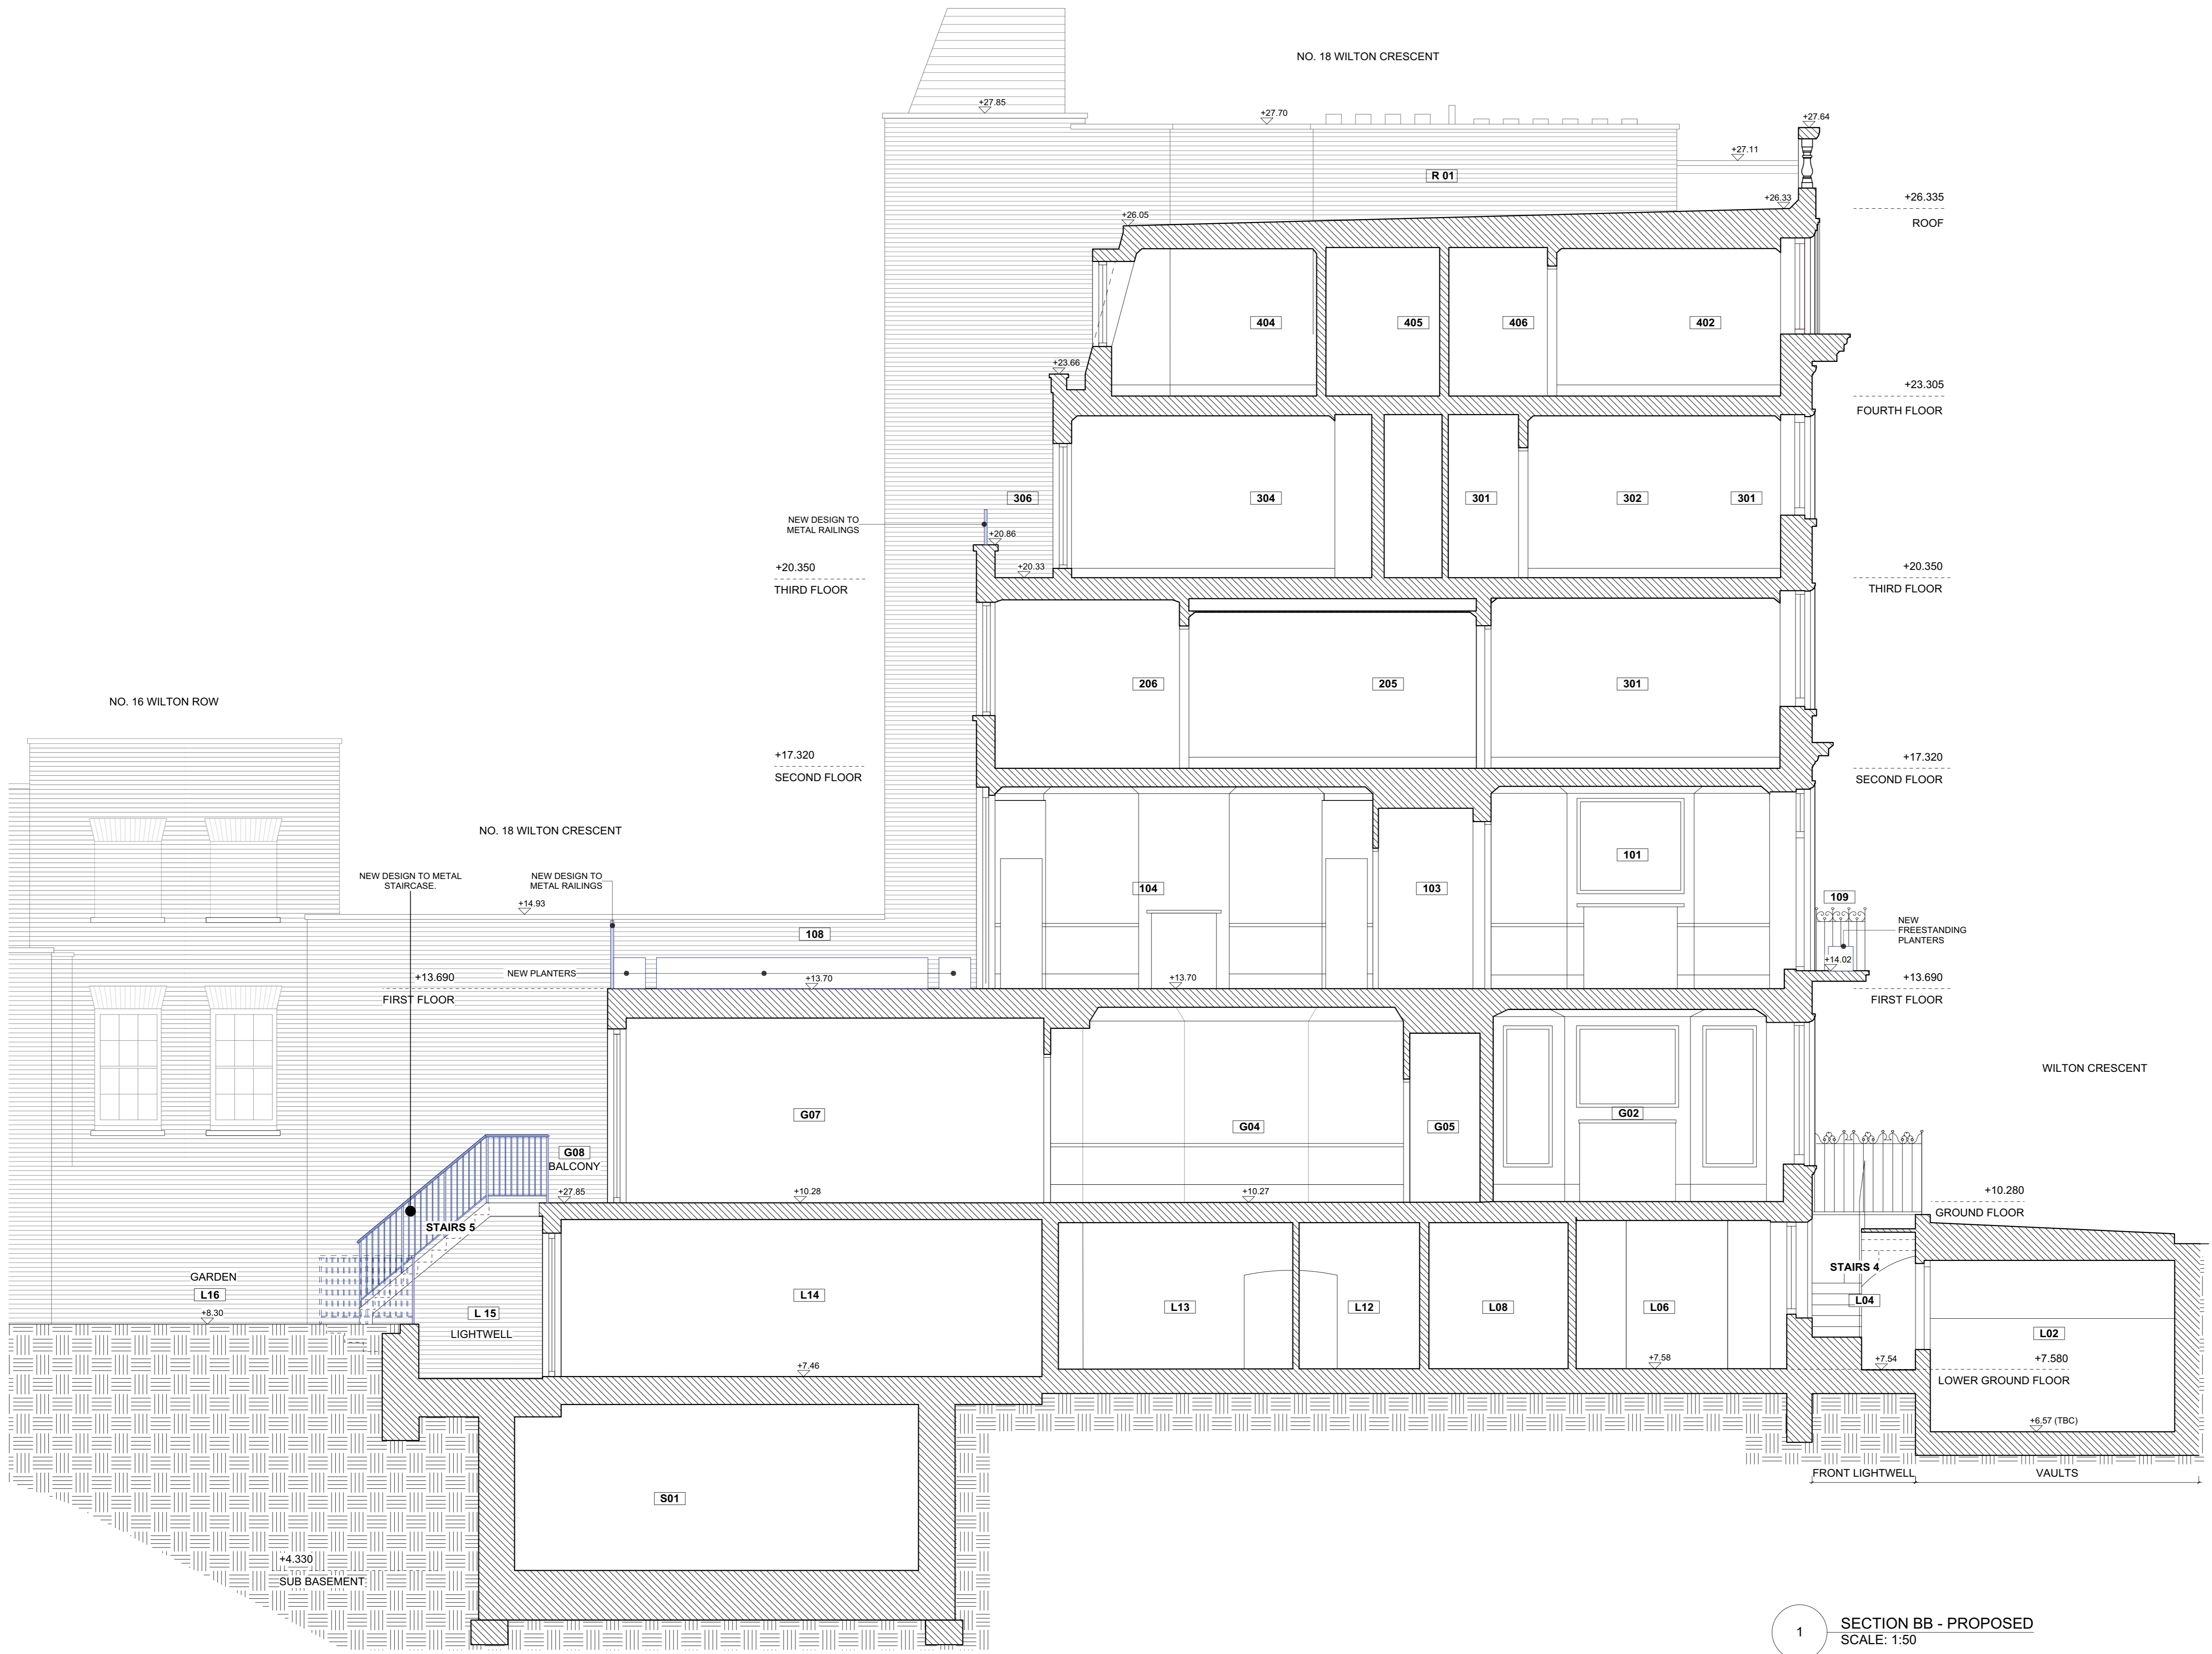 NO. 18 WILTON CRESCENT
+27.85
+27.70
+27.64
+27.11
R 01
+26.33
+26.335
ROOF
+26.05
404
405
406
402
+23.66
+23.305
FOURTH FLOOR
306
304
301
302
301
NEW DESIGN TO
METAL RAILINGS
+20.86
+20.33
+20.350
THIRD FLOOR
+20.350
THIRD FLOOR
206
205
301
NO. 16 WILTON ROW
+17.320
SECOND FLOOR
+17.320
SECOND FLOOR
NO. 18 WILTON CRESCENT
NEW DESIGN TO METAL
STAIRCASE.
NEW DESIGN TO
METAL RAILINGS
+14.93
104
103
101
109
NEW
FREESTANDING
PLANTERS
108
+14.02
NEW PLANTERS
+13.690
FIRST FLOOR
+13.70
+13.70
+13.690
FIRST FLOOR
WILTON CRESCENT
G07
G04
G05
G02
G08
BALCONY
+27.85
+10.28
+10.27
+10.280
GROUND FLOOR
STAIRS 5
STAIRS 4
GARDEN
L16
+8.30
L 15
LIGHTWELL
L14
L13
L12
L08
L06
L04
L02
+7.46
+7.58
+7.54
+7.580
LOWER GROUND FLOOR
+6.57 (TBC)
FRONT LIGHTWELL
VAULTS
S01
+4.330
SUB BASEMENT
1
SECTION BB - PROPOSED
SCALE: 1:50